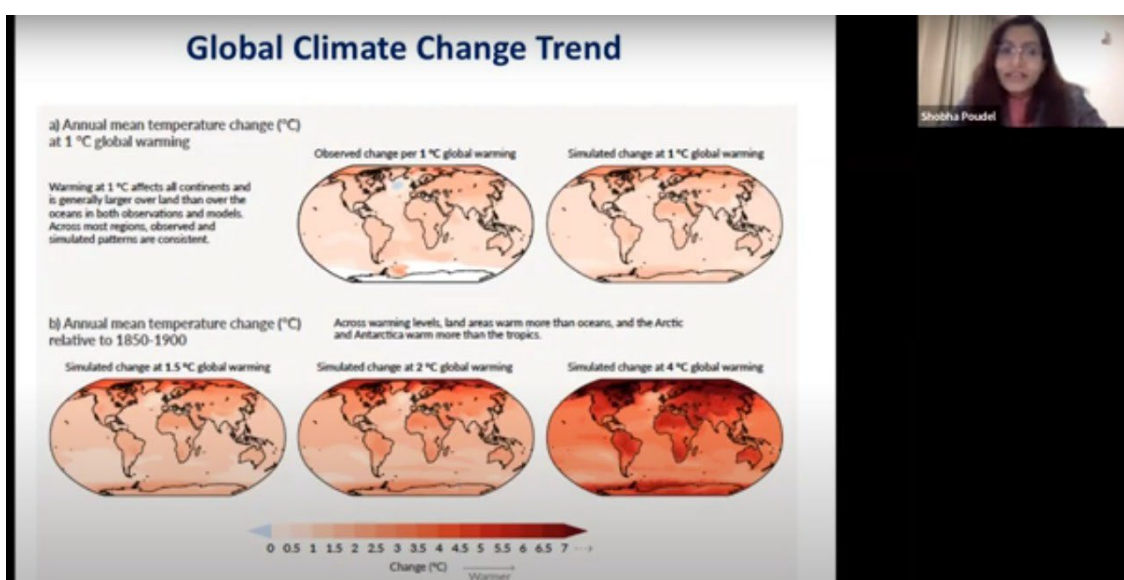 Global Climate Change Trend
Shobha Poudel
a) Annual mean temperature change (°C)
at 1 °C global warming
Warming at 1 °C affects all continents and
is generally larger over land than over the
oceans in both observations and models.
Across most regions, observed and
simulated patterns are consistent.
Observed change per 1 °C global warming
Simulated change at 1 °C global warming
b) Annual mean temperature change (°C)
relative to 1850-1900
Across warming levels, land areas warm more than oceans, and the Arctic
and Antarctica warm more than the tropics.
Simulated change at 1.5 °C global warming
Simulated change at 2 °C global warming
Simulated change at 4 °C global warming
0 0.5 1 1.5 2 2.5 3 3.5 4 4.5 5 5.5 6 6.5 7
Change (°C)
Warmer